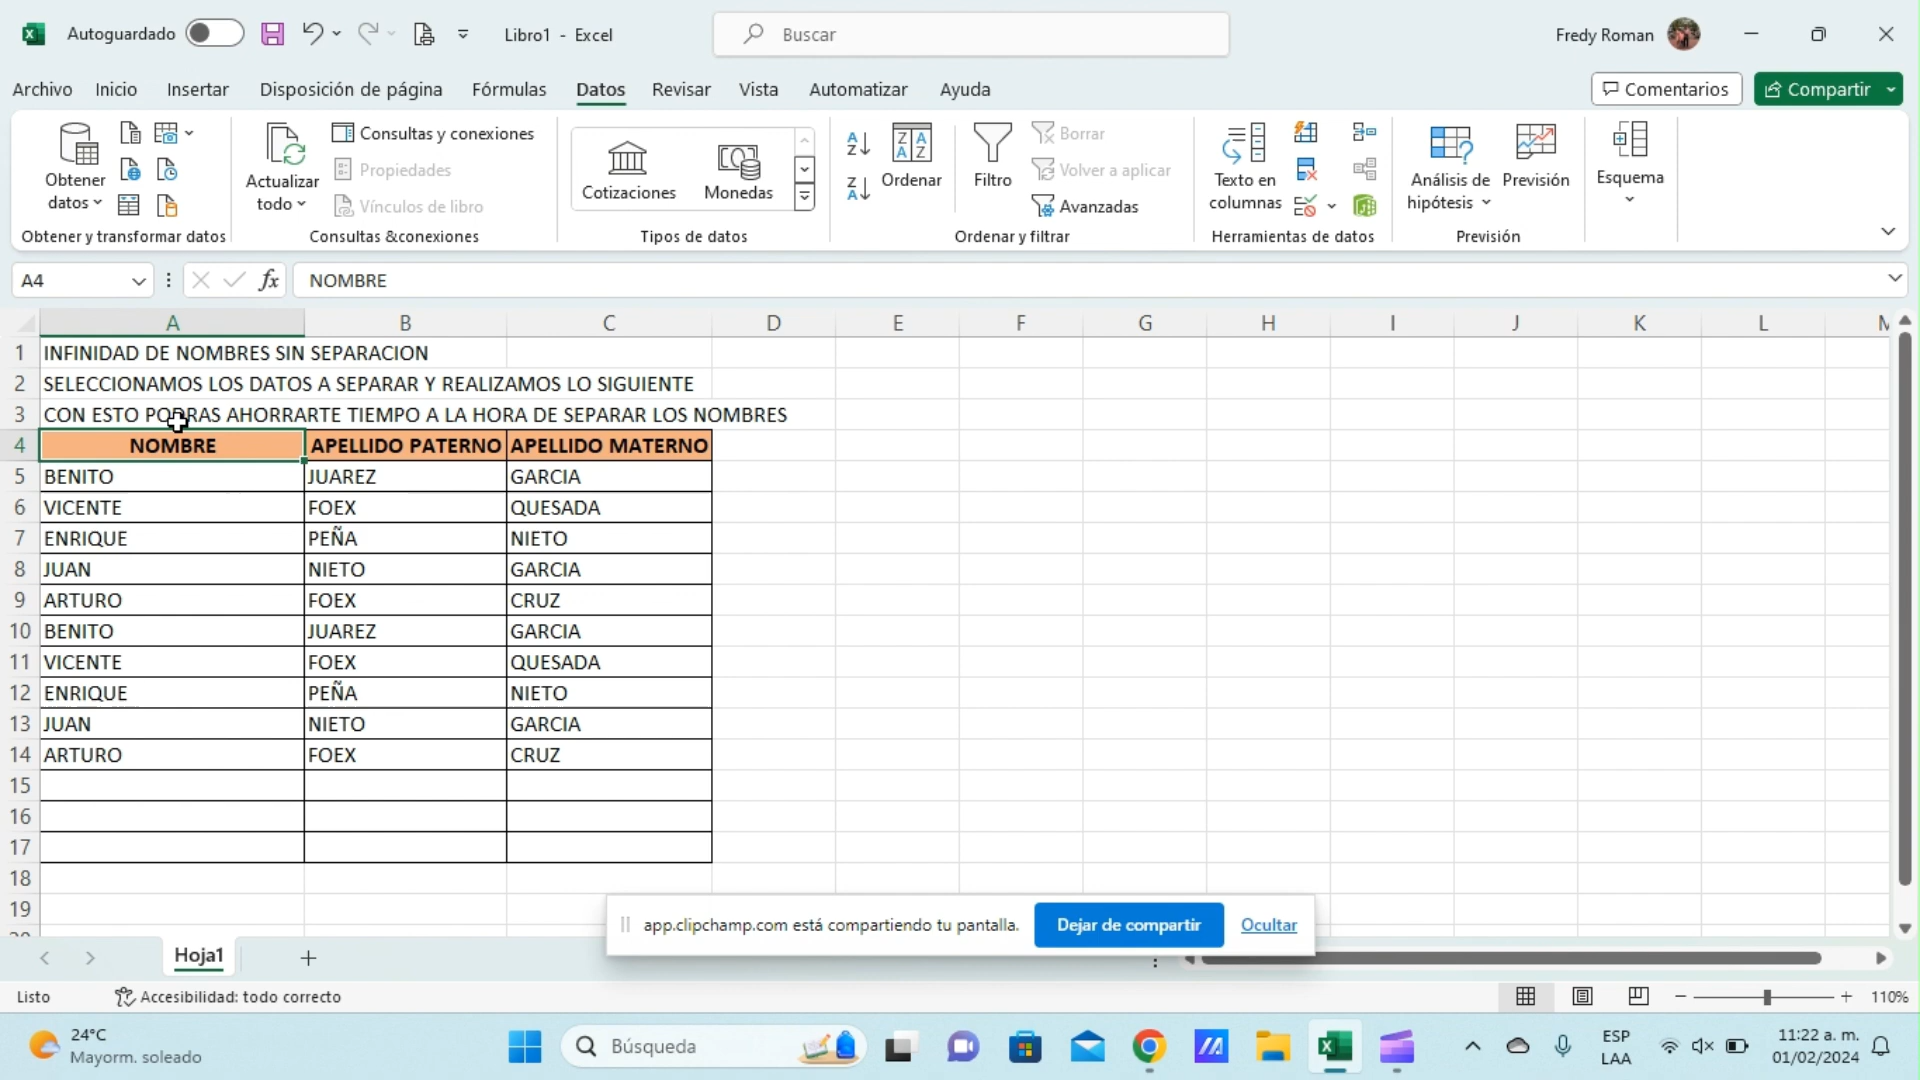 Autoguardado
Libro1 - Excel
Buscar
Fredy Roman
Archivo Inicio Insertar Disposición de página Fórmulas Datos Revisar Vista Automatizar Ayuda
Comentarios Compartir
Obtener datos
Obtener y transformar datos
Actualizar todo
Consultas y conexiones
Propiedades
Vínculos de libro
Consultas &conexiones
Cotizaciones Monedas
Tipos de datos
Ordenar
Filtro
Borrar
Volver a aplicar
Avanzadas
Ordenar y filtrar
Texto en columnas
Herramientas de datos
Análisis de hipótesis
Previsión
Previsión
Esquema
A4 fx NOMBRE
A B C D E F G H I J K L M
1 INFINIDAD DE NOMBRES SIN SEPARACION
2 SELECCIONAMOS LOS DATOS A SEPARAR Y REALIZAMOS LO SIGUIENTE
3 CON ESTO PODRAS AHORRARTE TIEMPO A LA HORA DE SEPARAR LOS NOMBRES
4 NOMBRE APELLIDO PATERNO APELLIDO MATERNO
5 BENITO JUAREZ GARCIA
6 VICENTE FOEX QUESADA
7 ENRIQUE PEÑA NIETO
8 JUAN NIETO GARCIA
9 ARTURO FOEX CRUZ
10 BENITO JUAREZ GARCIA
11 VICENTE FOEX QUESADA
12 ENRIQUE PEÑA NIETO
13 JUAN NIETO GARCIA
14 ARTURO FOEX CRUZ
15
16
17
18
19
app.clipchamp.com está compartiendo tu pantalla. Dejar de compartir Ocultar
Hoja1
Listo Accesibilidad: todo correcto 110%
24°C
Mayorm. soleado
Búsqueda
ESP
LAA
11:22 a. m.
01/02/2024